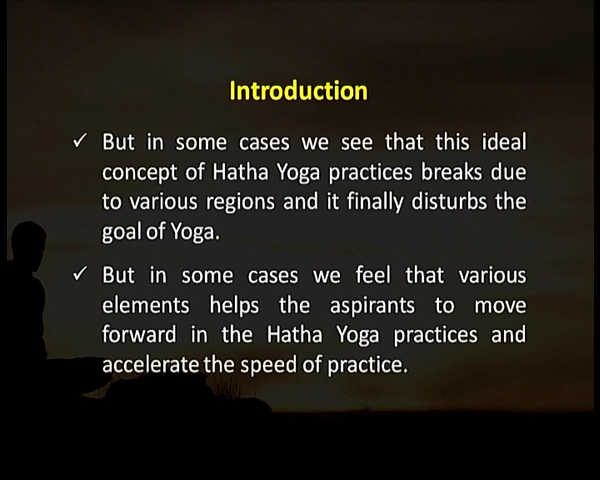 Introduction
✓ But in some cases we see that this ideal
concept of Hatha Yoga practices breaks due
to various regions and it finally disturbs the
goal of Yoga.
✓ But in some cases we feel that various
elements helps the aspirants to move
forward in the Hatha Yoga practices and
accelerate the speed of practice.